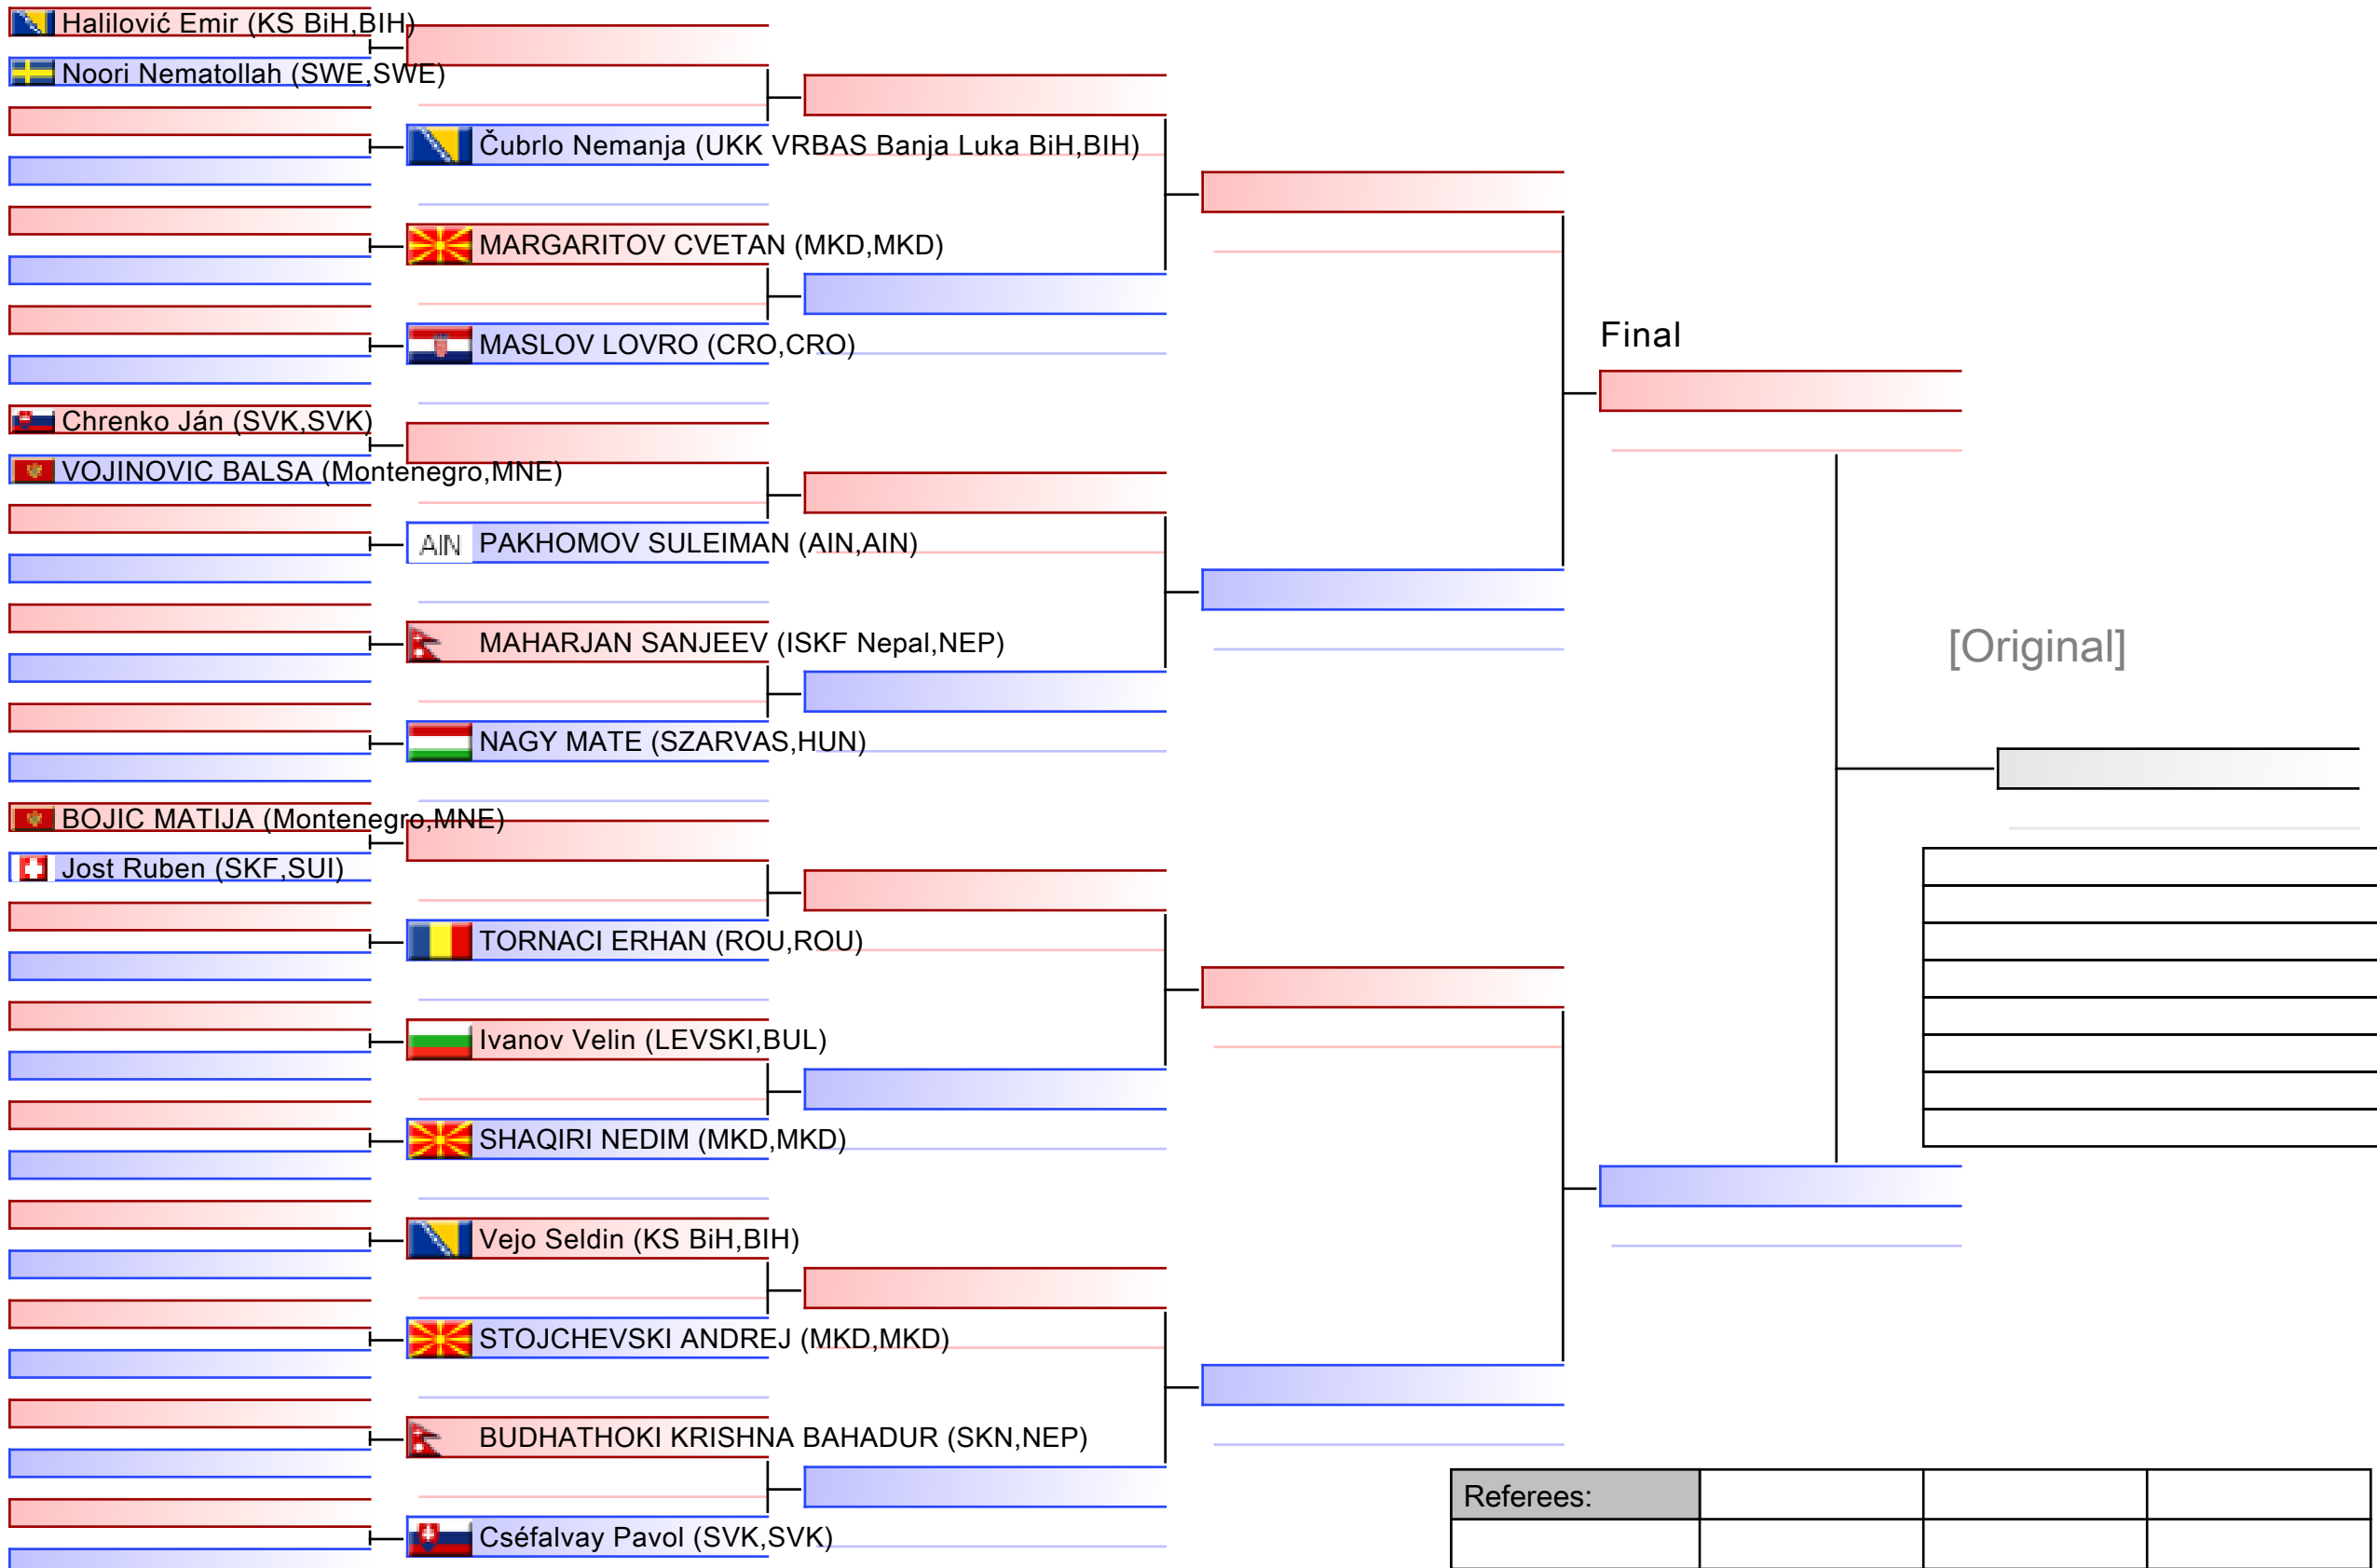 Halilović Emir (KS BiH,BIH)
Noori Nematollah (SWE,SWE)
Čubrlo Nemanja (UKK VRBAS Banja Luka BiH,BIH)
MARGARITOV CVETAN (MKD,MKD)
MASLOV LOVRO (CRO,CRO)
Final
Chrenko Ján (SVK,SVK)
VOJINOVIC BALSA (Montenegro,MNE)
AIN PAKHOMOV SULEIMAN (AIN,AIN)
MAHARJAN SANJEEV (ISKF Nepal,NEP)
[Original]
NAGY MATE (SZARVAS,HUN)
BOJIC MATIJA (Montenegro,MNE)
Jost Ruben (SKF,SUI)
TORNACI ERHAN (ROU,ROU)
Ivanov Velin (LEVSKI,BUL)
SHAQIRI NEDIM (MKD,MKD)
Vejo Seldin (KS BiH,BIH)
STOJCHEVSKI ANDREJ (MKD,MKD)
BUDHATHOKI KRISHNA BAHADUR (SKN,NEP)
Referees:
Cséfalvay Pavol (SVK,SVK)